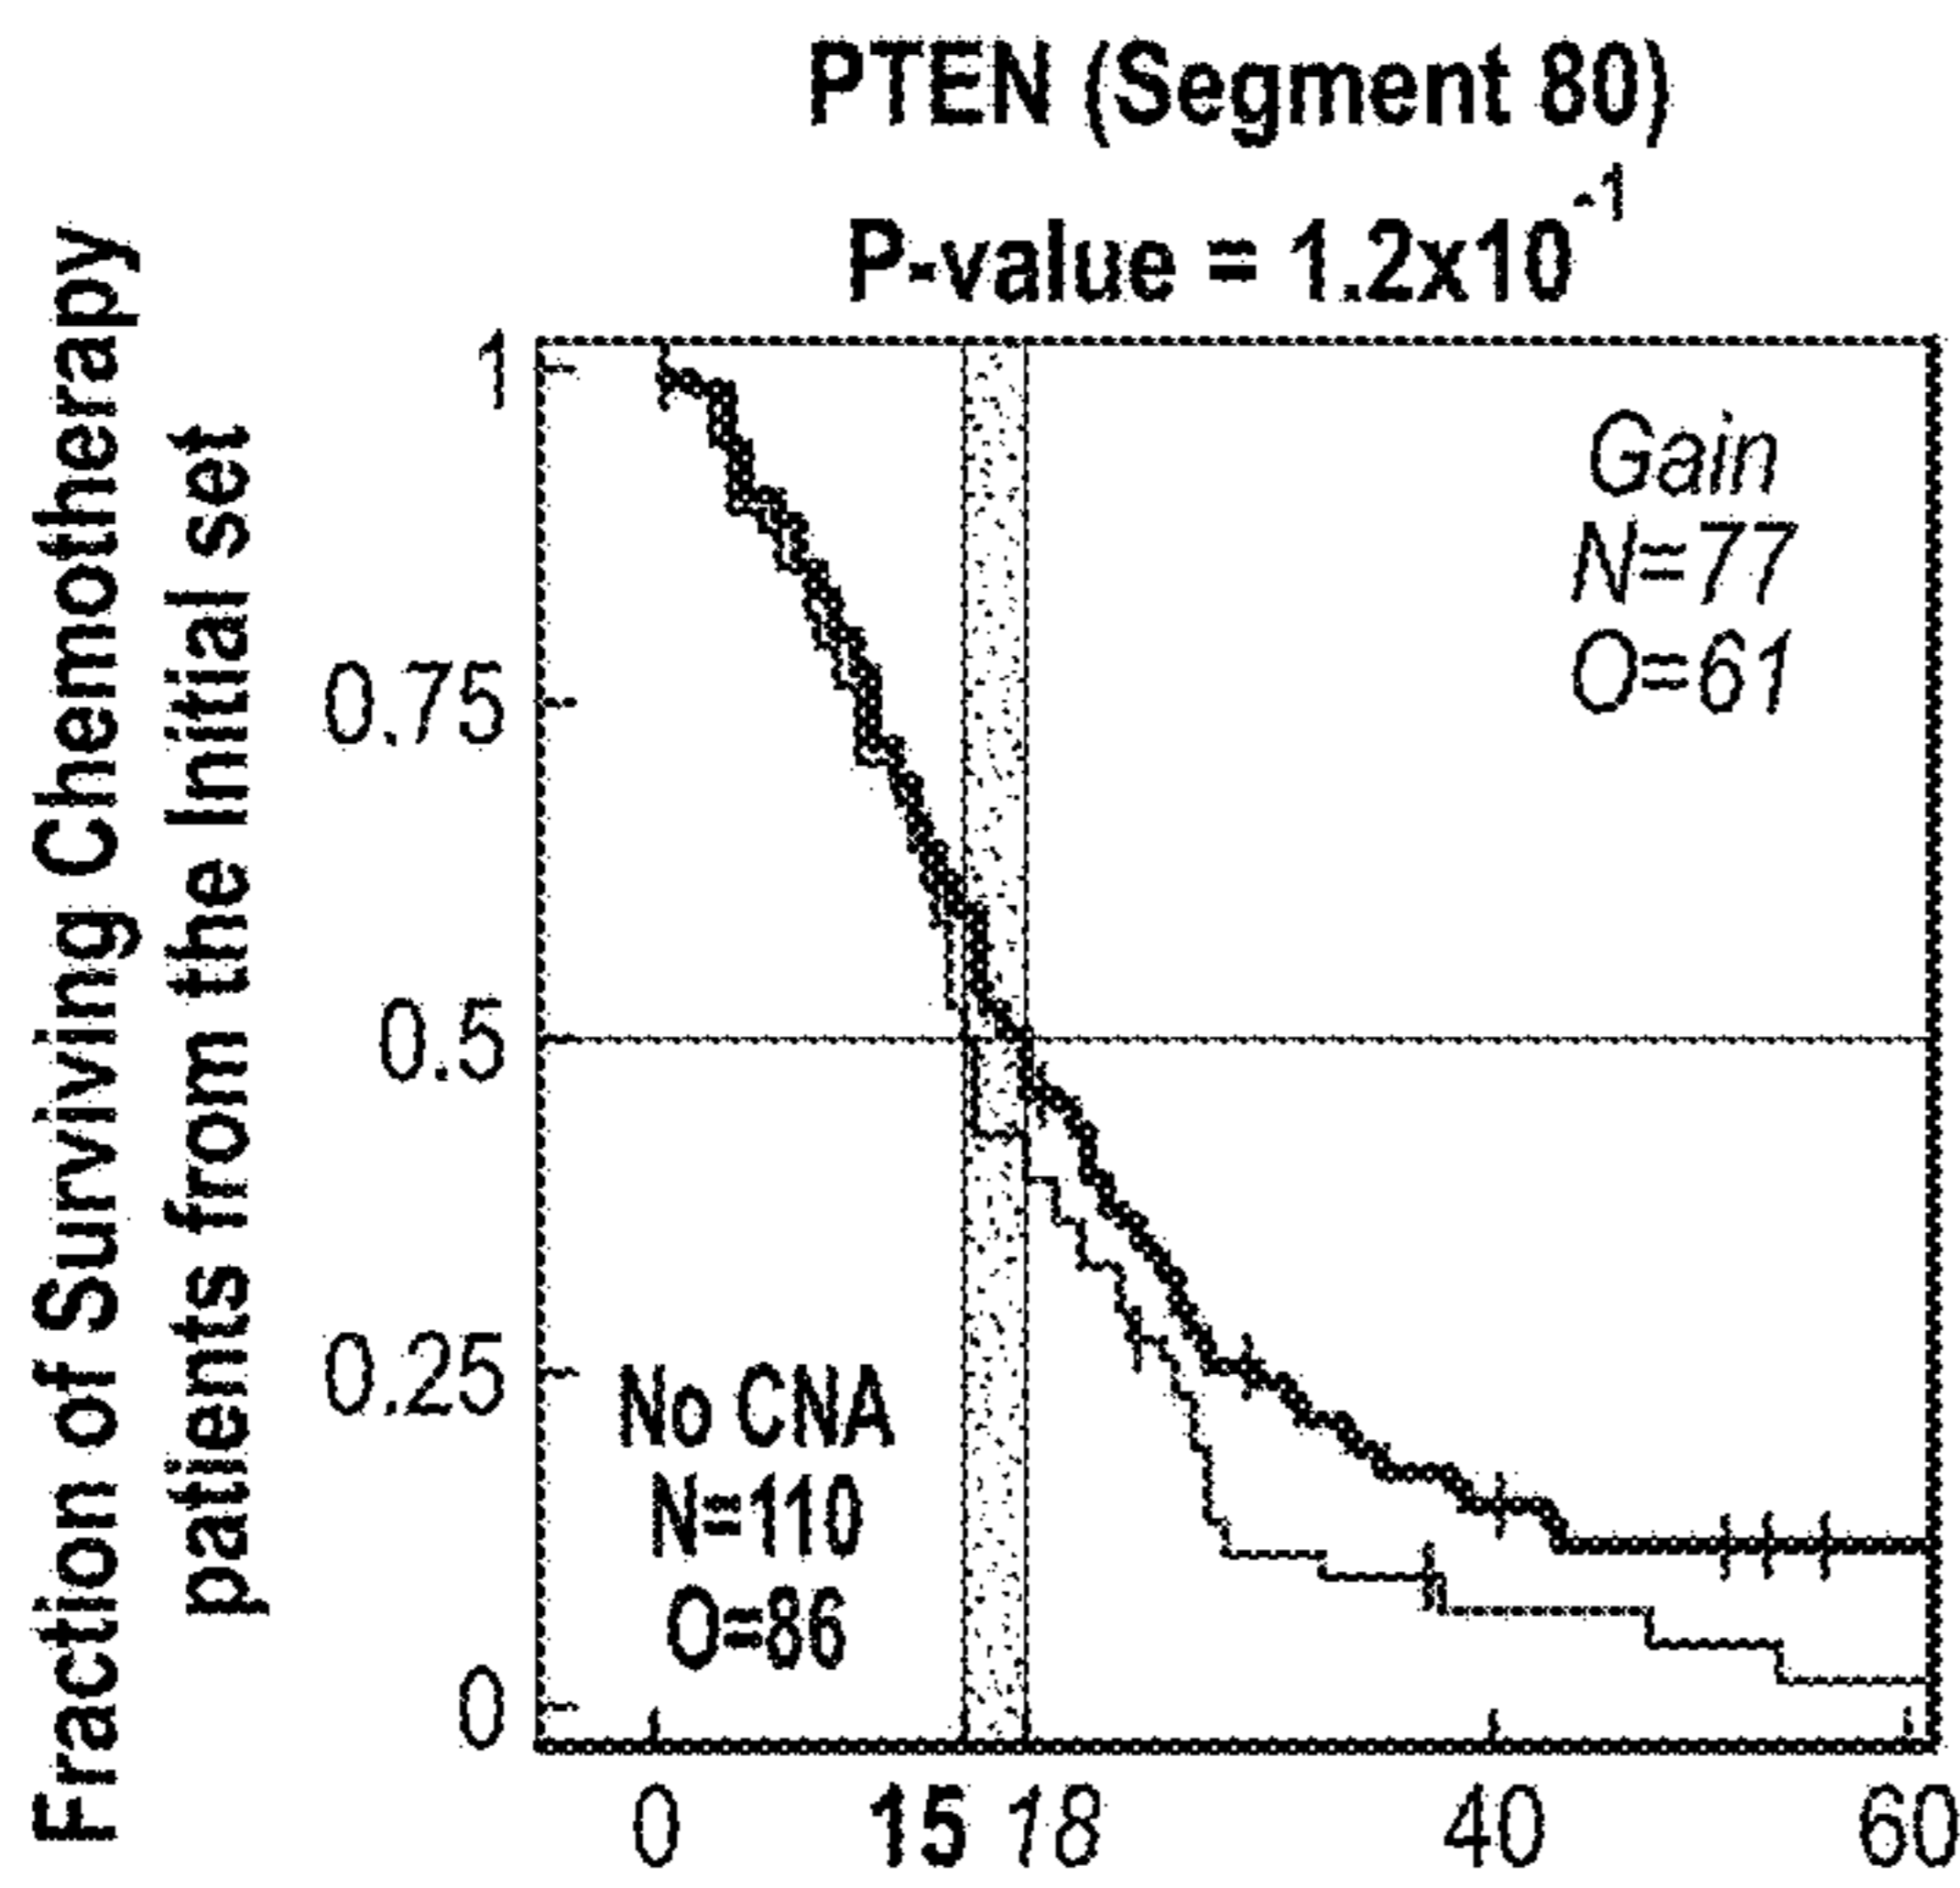 PTEN (Segment 80)
P-value = 1.2x10⁻¹
Fraction of Surviving Chemotherapy
patients from the Initial set
1
0.75
0.5
0.25
0
Gain
N=77
O=61
No CNA
N=110
O=86
0 15 18 40 60